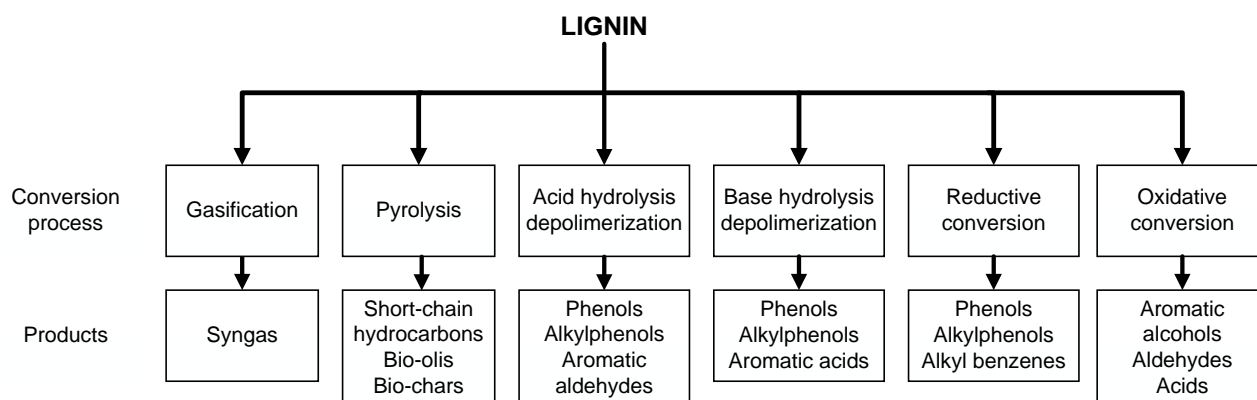 LIGNIN
Conversion
process
Gasification
Pyrolysis
Acid hydrolysis
depolimerization
Base hydrolysis
depolimerization
Reductive
conversion
Oxidative
conversion
Products
Syngas
Short-chain
hydrocarbons
Bio-olis
Bio-chars
Phenols
Alkylphenols
Aromatic
aldehydes
Phenols
Alkylphenols
Aromatic acids
Phenols
Alkylphenols
Alkyl benzenes
Aromatic
alcohols
Aldehydes
Acids